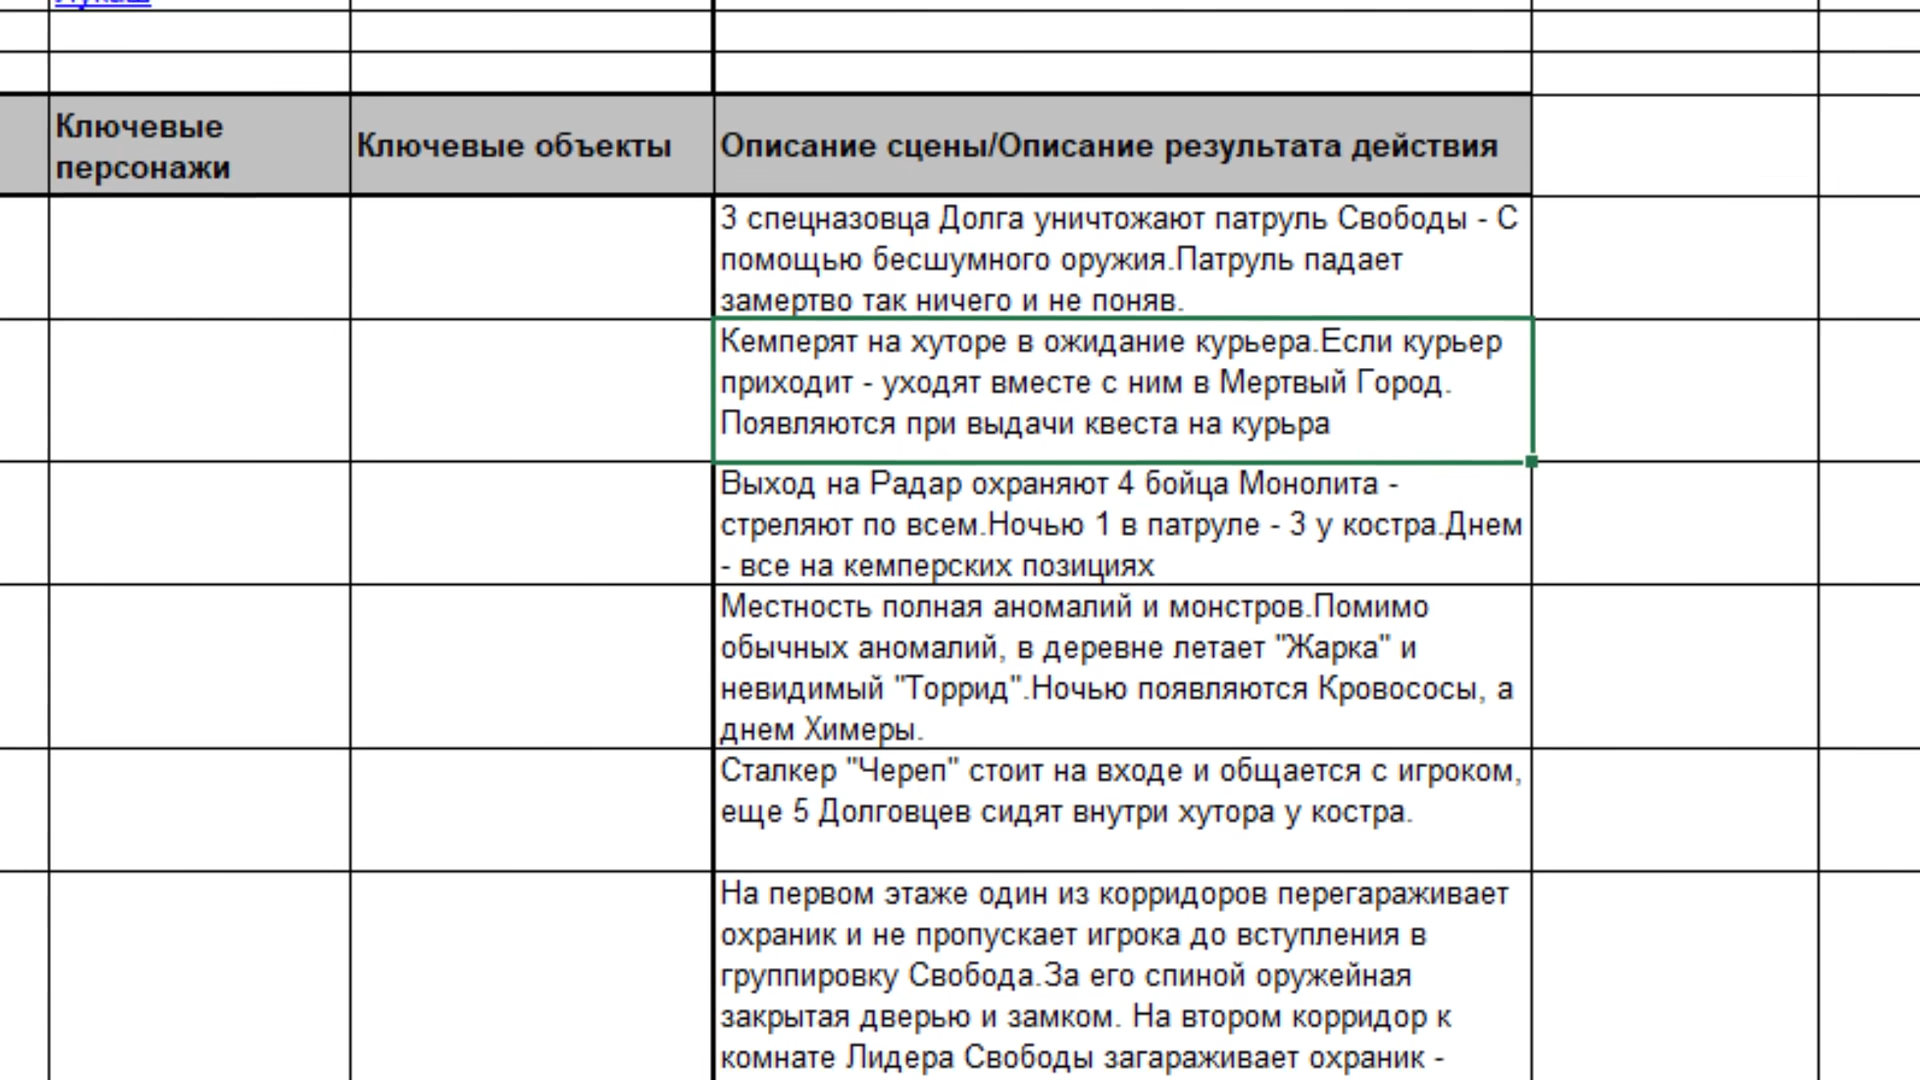 Лукаш
Ключевые
персонажи
Ключевые объекты
Описание сцены/Описание результата действия
3 спецназовца Долга уничтожают патруль Свободы - С
помощью бесшумного оружия.Патруль падает
замертво так ничего и не поняв.
Кемперят на хуторе в ожидание курьера.Если курьер
приходит - уходят вместе с ним в Мертвый Город.
Появляются при выдачи квеста на курьра
Выход на Радар охраняют 4 бойца Монолита -
стреляют по всем.Ночью 1 в патруле - 3 у костра.Днем
- все на кемперских позициях
Местность полная аномалий и монстров.Помимо
обычных аномалий, в деревне летает "Жарка" и
невидимый "Торрид".Ночью появляются Кровососы, а
днем Химеры.
Сталкер "Череп" стоит на входе и общается с игроком,
еще 5 Долговцев сидят внутри хутора у костра.
На первом этаже один из корридоров перегараживает
охраник и не пропускает игрока до вступления в
группировку Свобода.За его спиной оружейная
закрытая дверью и замком. На втором корридор к
комнате Лидера Свободы загараживает охраник -